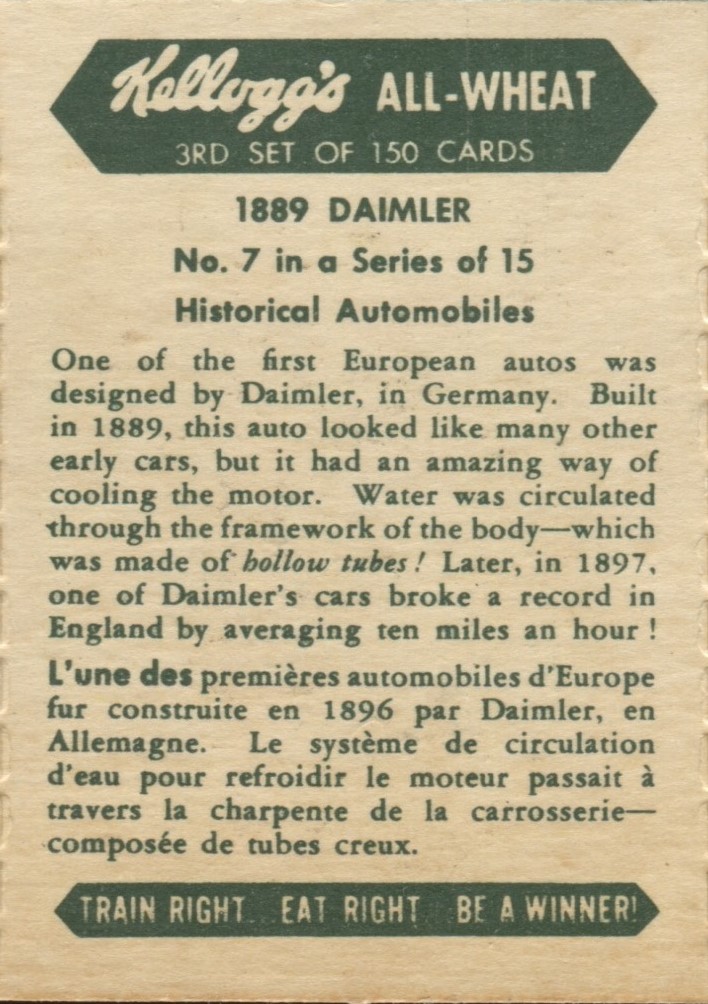 Kellogg's ALL-WHEAT
3RD SET OF 150 CARDS
1889 DAIMLER
No. 7 in a Series of 15
Historical Automobiles
One of the first European autos was
designed by Daimler, in Germany. Built
in 1889, this auto looked like many other
early cars, but it had an amazing way of
cooling the motor. Water was circulated
through the framework of the body—which
was made of hollow tubes! Later, in 1897,
one of Daimler's cars broke a record in
England by averaging ten miles an hour!
L'une des premières automobiles d'Europe
fur construite en 1896 par Daimler, en
Allemagne. Le système de circulation
d'eau pour refroidir le moteur passait à
travers la charpente de la carrosserie—
composée de tubes creux.
TRAIN RIGHT EAT RIGHT BE A WINNER!